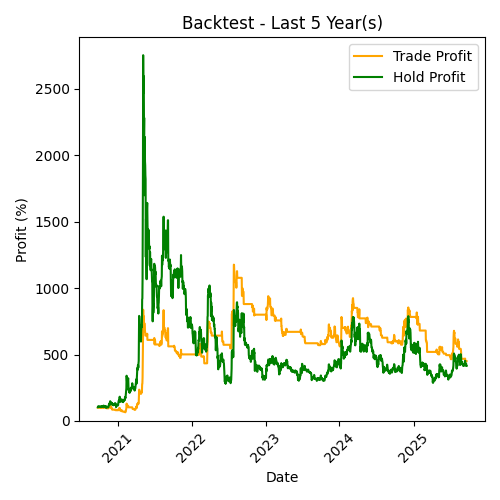 Backtest - Last 5 Year(s)
Trade Profit
Hold Profit
Profit (%)
2500
2000
1500
1000
500
0
2021
2022
2023
2024
2025
Date